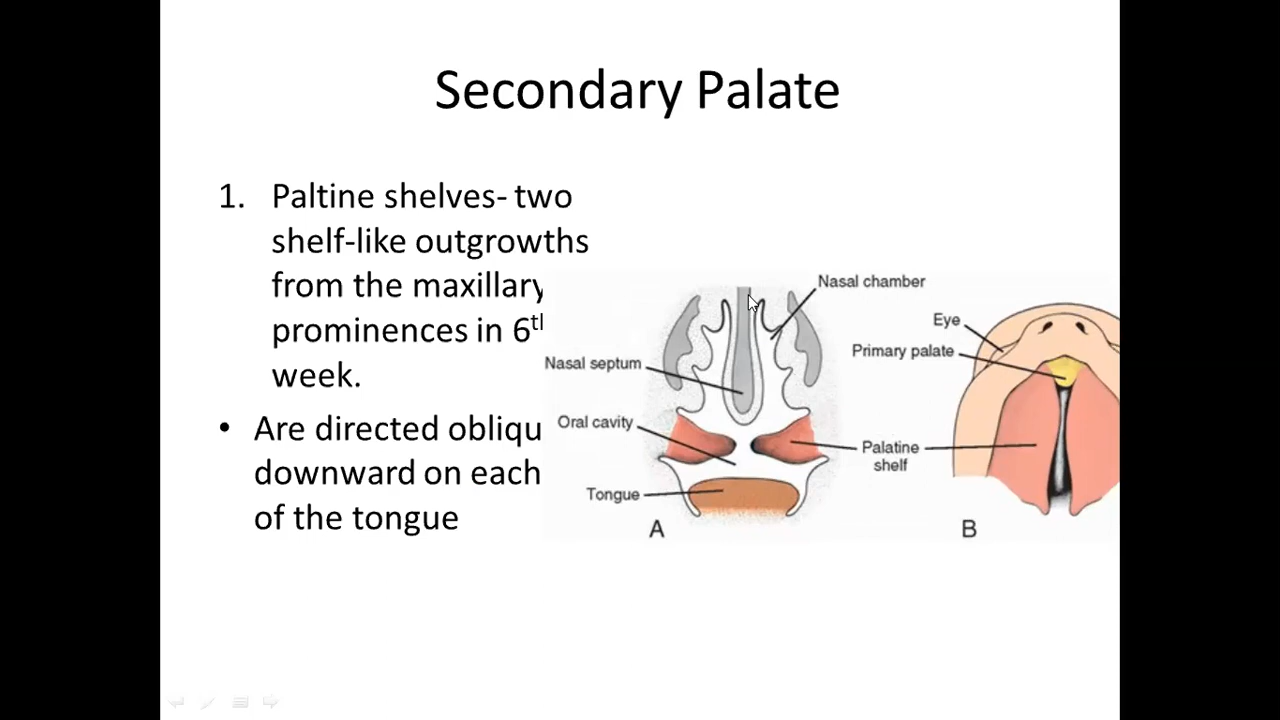 Secondary Palate
1. Paltine shelves- two
shelf-like outgrowths
from the maxillary
prominences in 6th
week.
• Are directed obliqu
downward on each
of the tongue
Nasal chamber
Nasal septum
Oral cavity
Tongue
A
Eye
Primary palate
Palatine
shelf
B